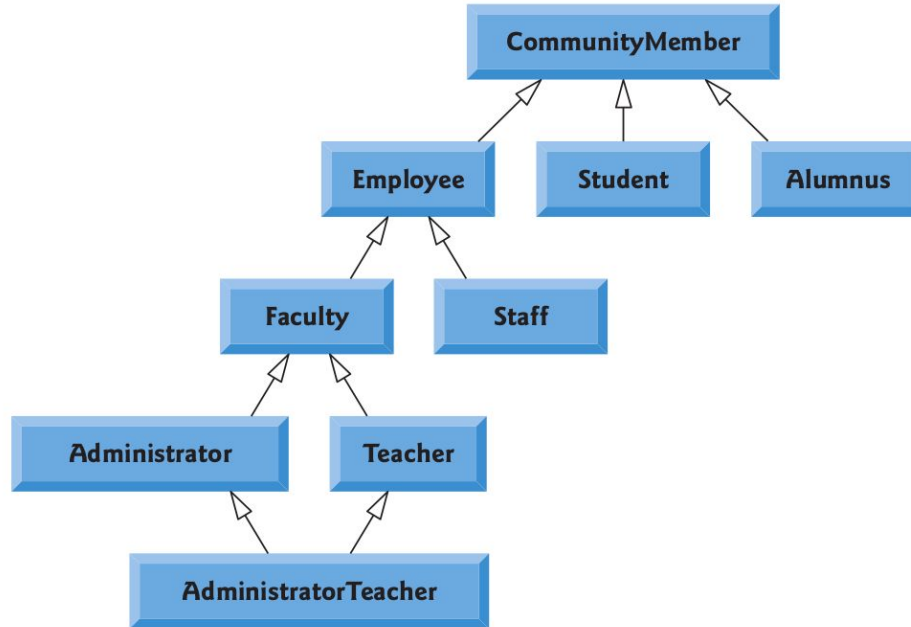 CommunityMember
Employee
Student
Alumnus
Faculty
Staff
Administrator
Teacher
AdministratorTeacher